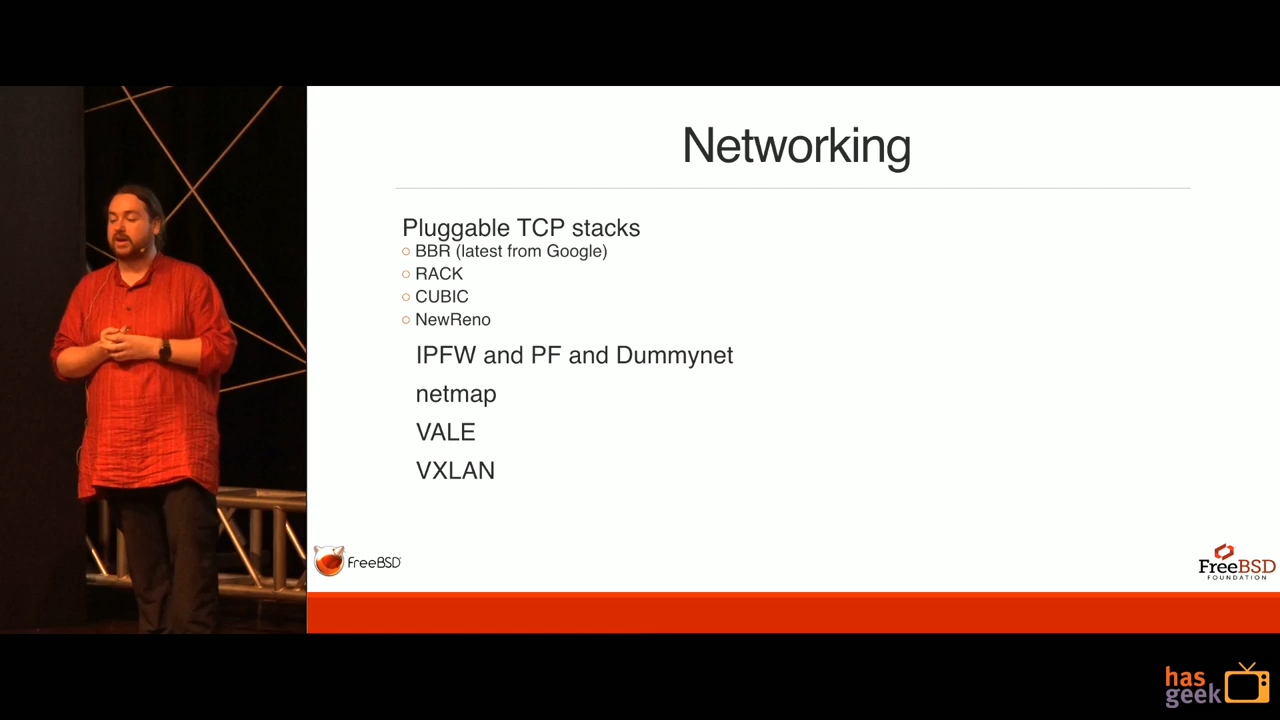 Networking
Pluggable TCP stacks
BBR (latest from Google)
RACK
CUBIC
NewReno
IPFW and PF and Dummynet
netmap
VALE
VXLAN
FreeBSD
FreeBSD
FOUNDATION
has
geek